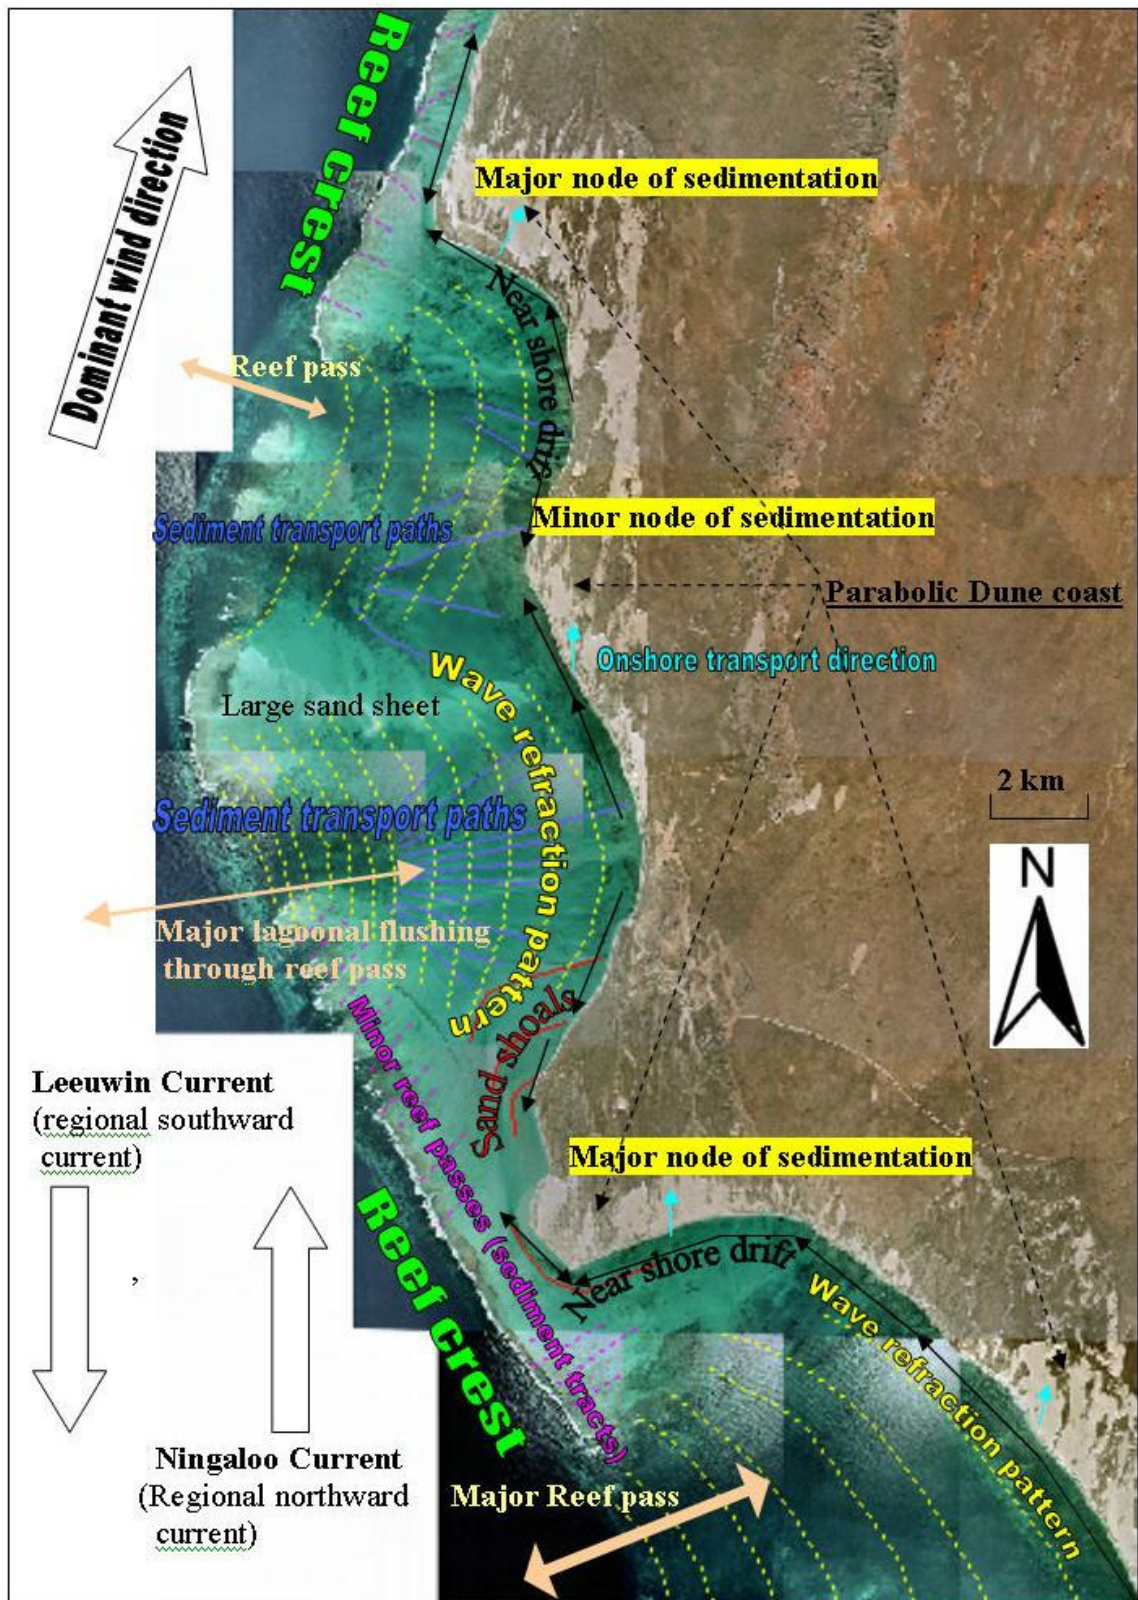 Reef crest
Dominant wind direction
Major node of sedimentation
Near shore drift
Reef pass
Sediment transport paths
Minor node of sedimentation
Parabolic Dune coast
Onshore transport direction
Wave refraction pattern
Large sand sheet
2 km
Sediment transport paths
N
Major lagoonal flushing
through reef pass
Sand shoals
Minor reef passes (sediment tracts)
Leeuwin Current
(regional southward
current)
,
Major node of sedimentation
Reef crest
Near shore drift
Wave refraction pattern
Ningaloo Current
(Regional northward
current)
Major Reef pass